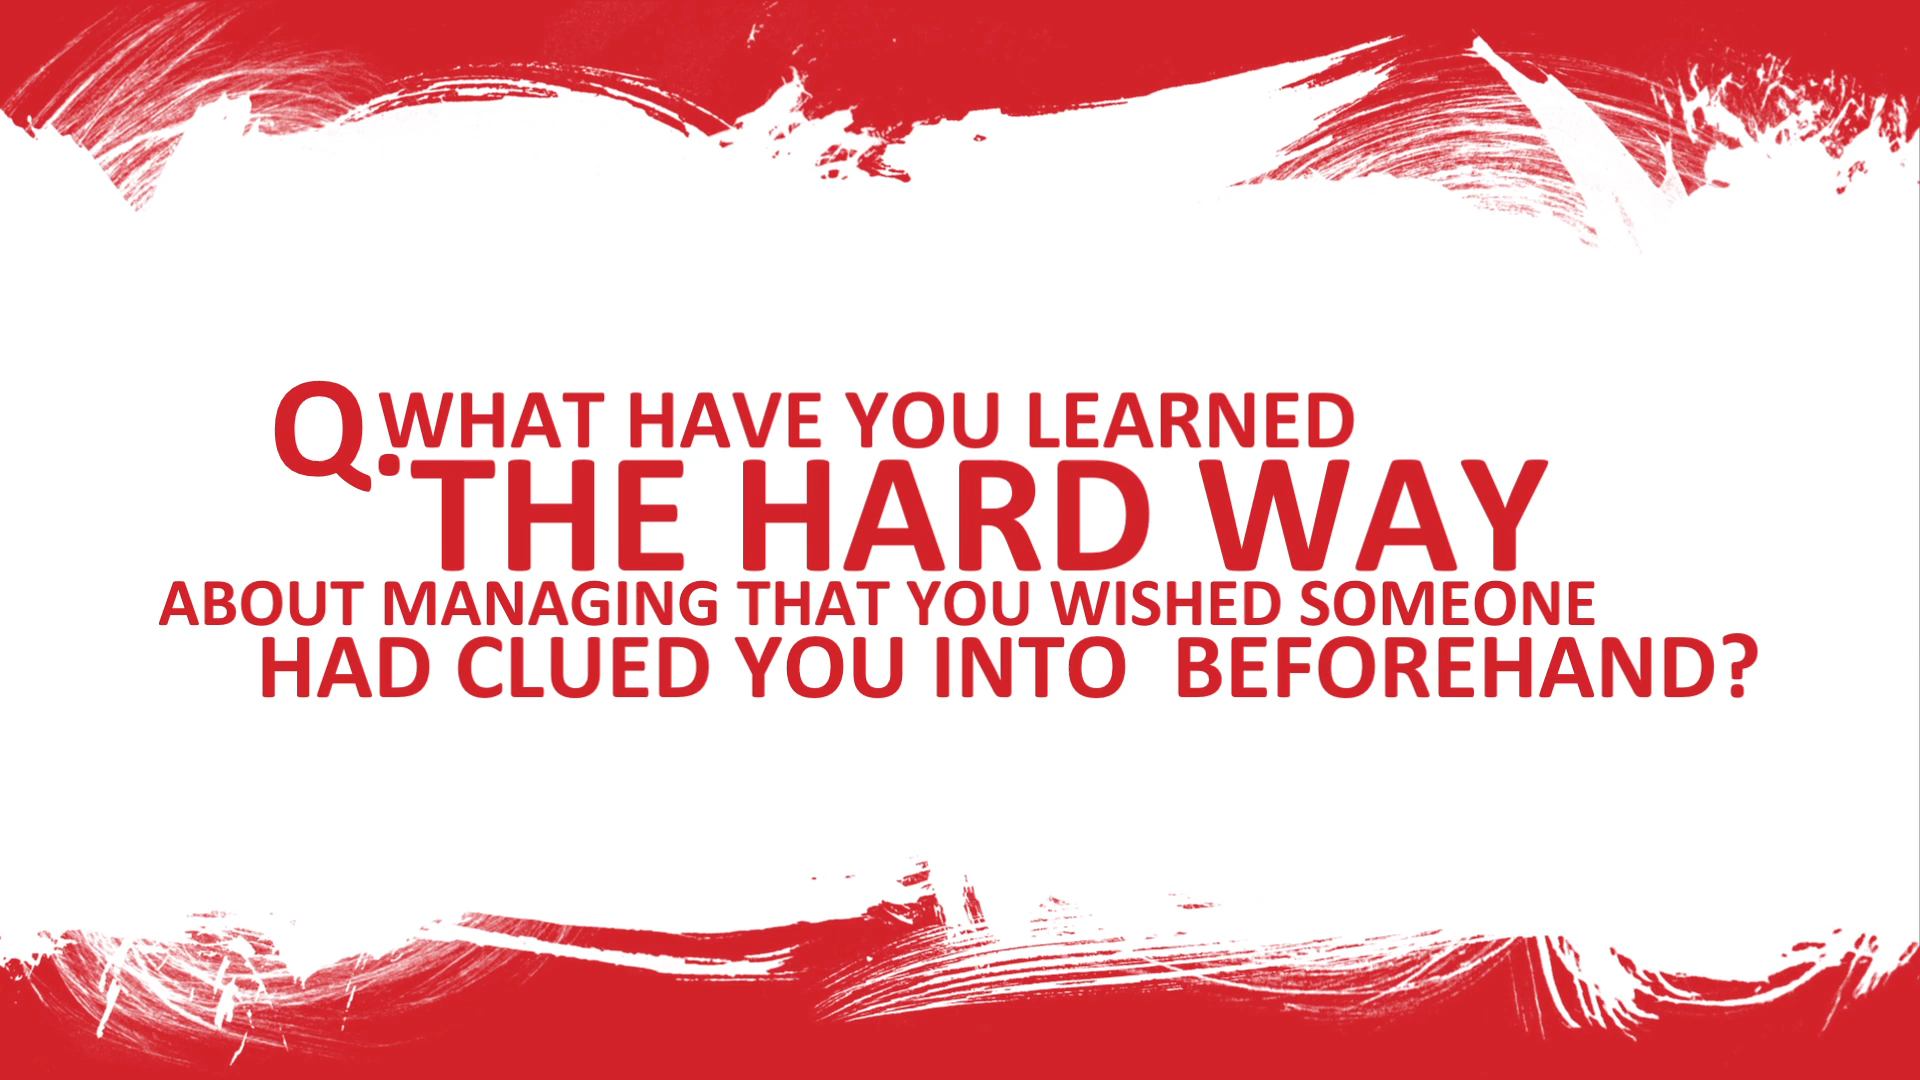 Q.WHAT HAVE YOU LEARNED
THE HARD WAY
ABOUT MANAGING THAT YOU WISHED SOMEONE
HAD CLUED YOU INTO  BEFOREHAND?